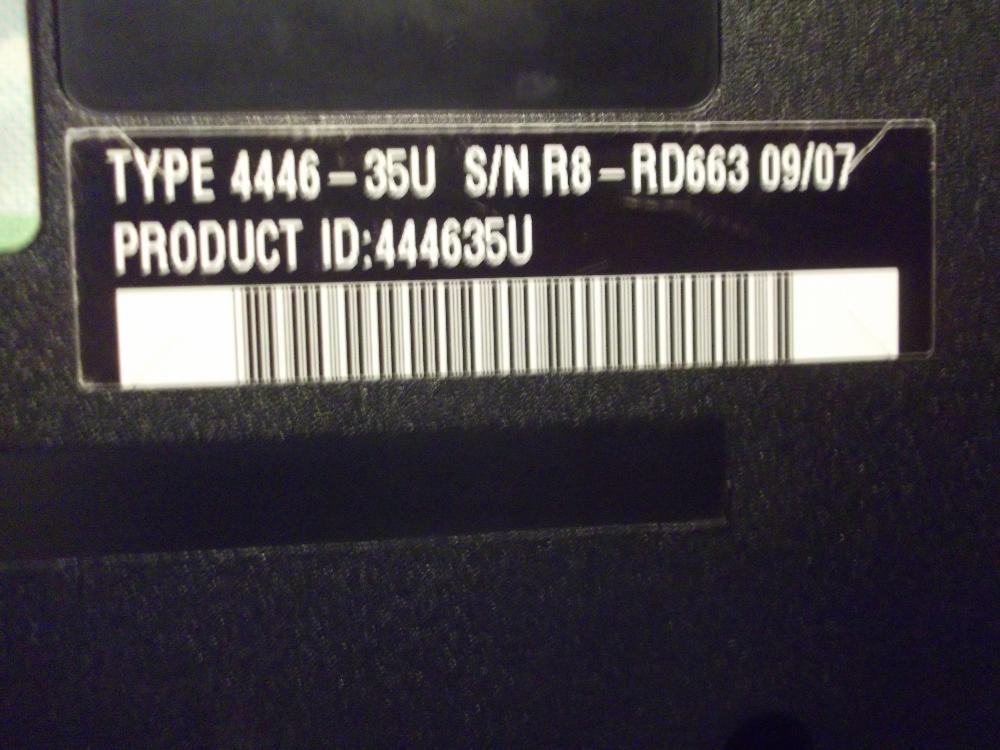 TYPE 4446-35U S/N R8-RD663 09/07
PRODUCT ID:444635U